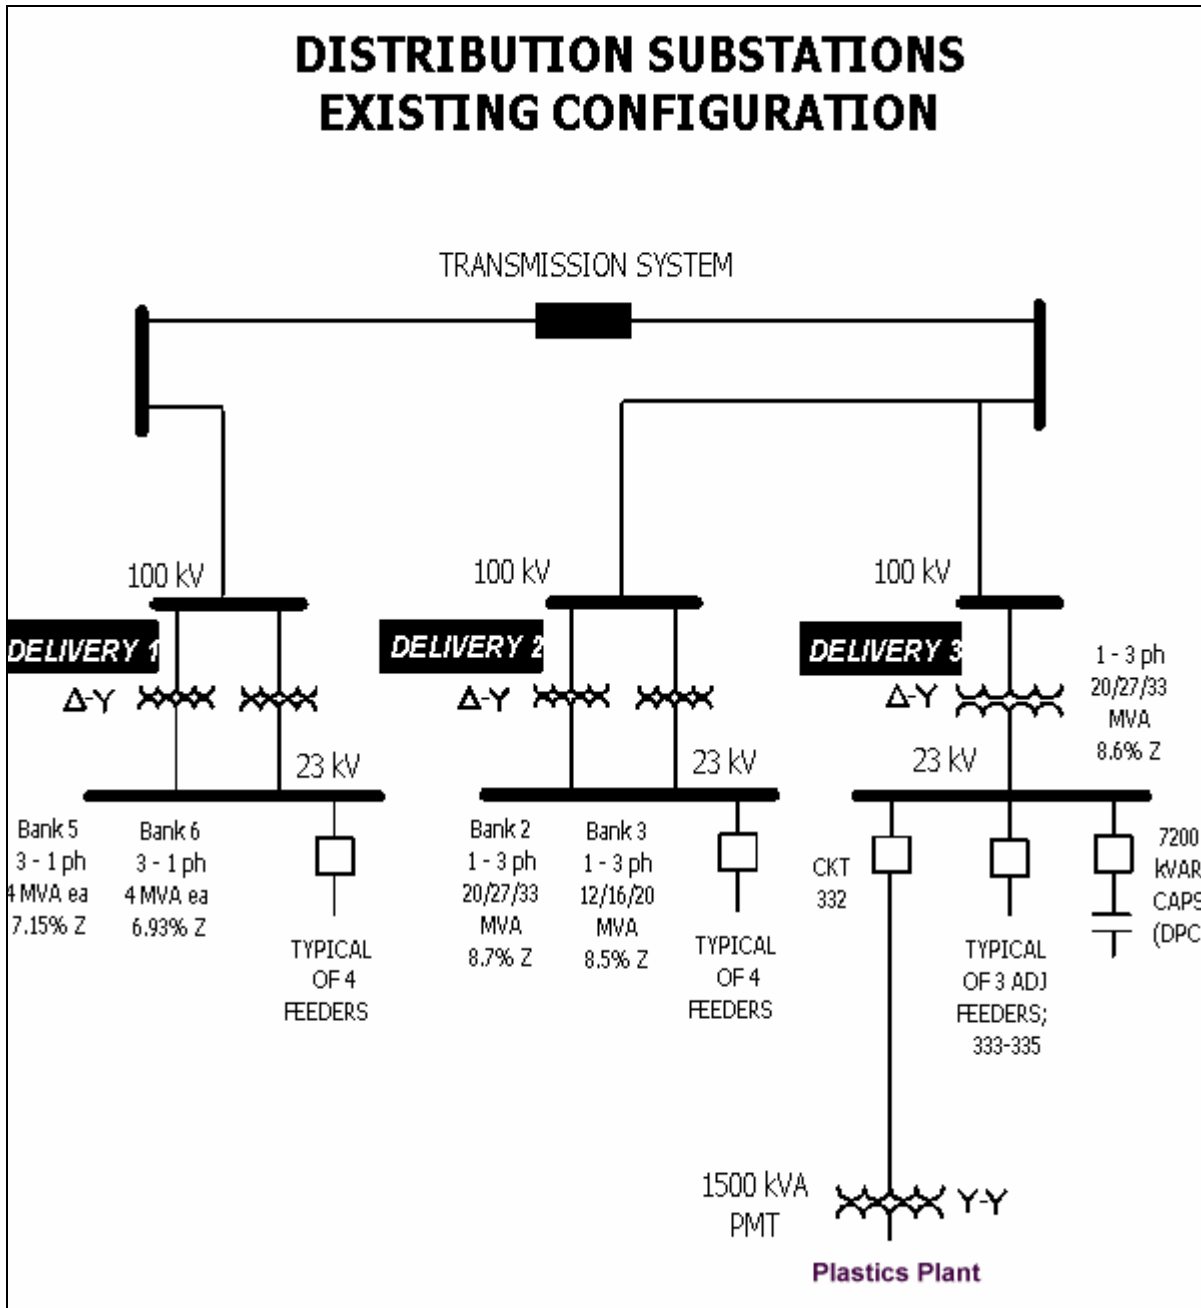 DISTRIBUTION SUBSTATIONS
EXISTING CONFIGURATION
TRANSMISSION SYSTEM
100 kV
100 kV
100 kV
DELIVERY 1
DELIVERY 2
DELIVERY 3
Δ-Y
Δ-Y
Δ-Y
1 - 3 ph
20/27/33
MVA
8.6% Z
23 kV
23 kV
23 kV
Bank 5
3 - 1 ph
4 MVA ea
7.15% Z
Bank 6
3 - 1 ph
4 MVA ea
6.93% Z
TYPICAL
OF 4
FEEDERS
Bank 2
1 - 3 ph
20/27/33
MVA
8.7% Z
Bank 3
1 - 3 ph
12/16/20
MVA
8.5% Z
TYPICAL
OF 4
FEEDERS
CKT
332
TYPICAL
OF 3 ADJ
FEEDERS;
333-335
7200
kVAR
CAPS
(DPC
1500 kVA
PMT
Y-Y
Plastics Plant